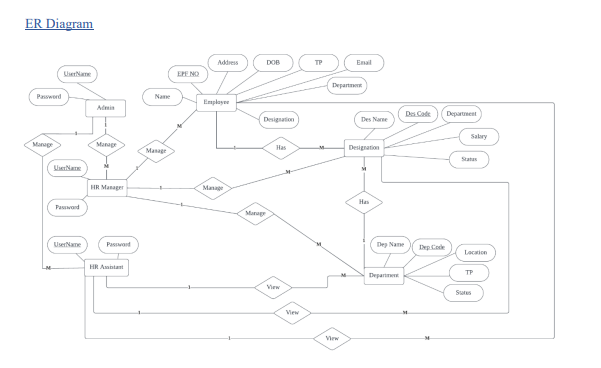 ER Diagram
Address
DOB
TP
Email
UserName
EPF NO
Department
Password
Name
Admin
Employee
Designation
Des Name
Des Code
Department
Salary
Status
M
1
1
Manage
Manage
Manage
1
Has
M
Designation
M
1
M
M
UserName
HR Manager
1
Manage
M
Password
1
Manage
Has
UserName
Password
M
1
Dep Name
Dep Code
Location
TP
Status
M
HR Assistant
M
Department
1
View
1
View
M
1
View
M